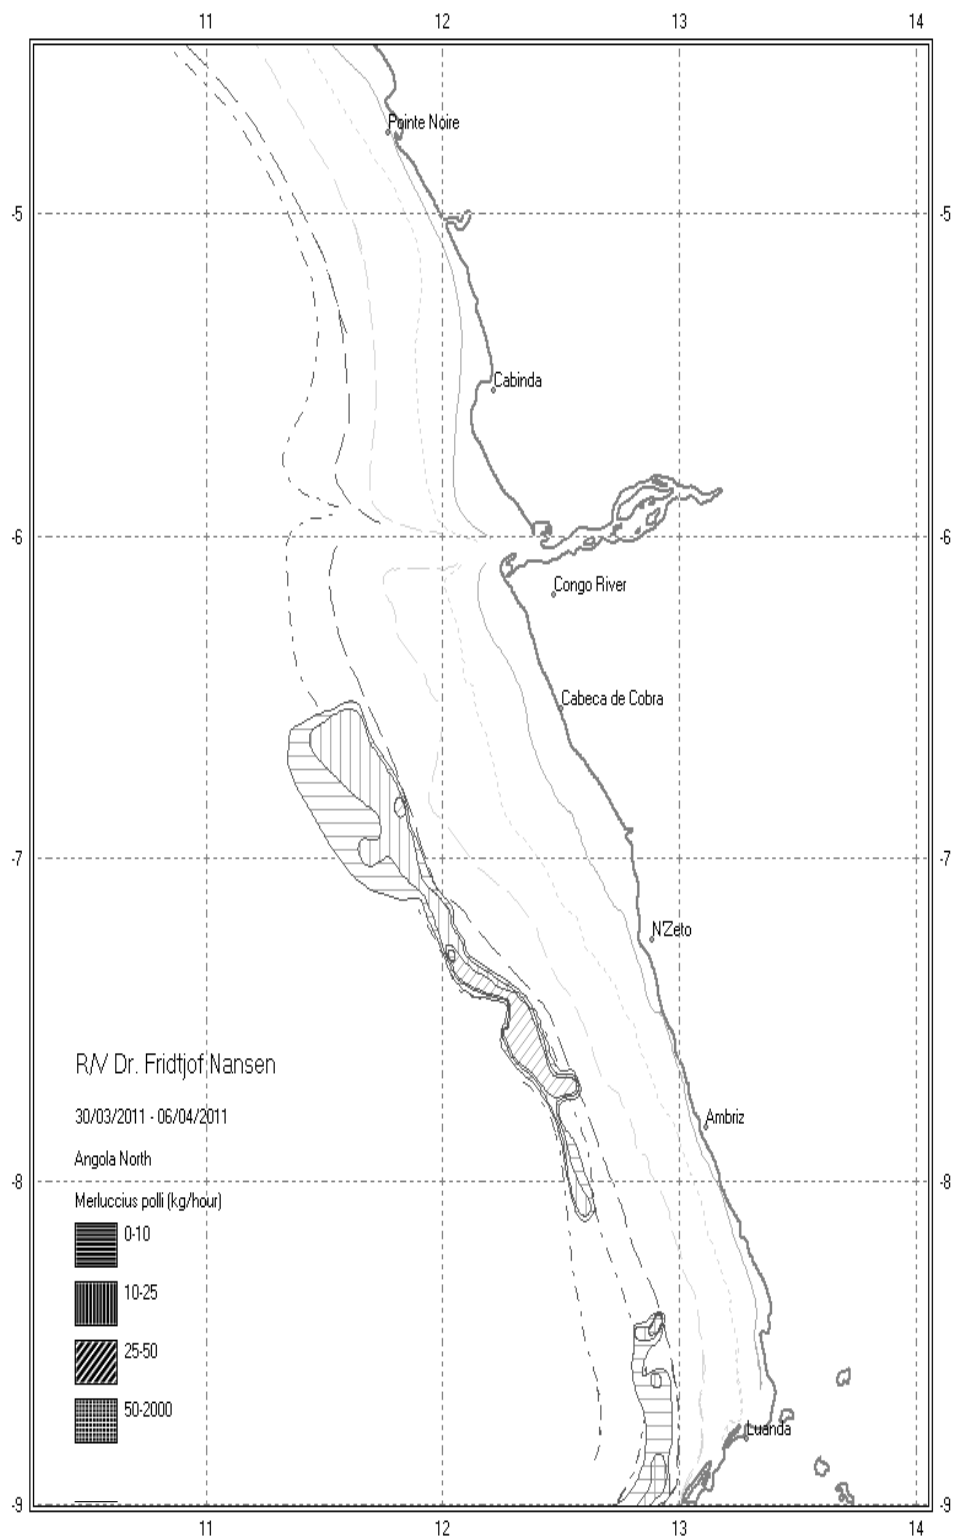 11 12 13 14
Pointe Noire
-5 -5
Cabinda
-6 -6
Congo River
Cabeca de Cobra
-7 -7
N'Zeto
R/V Dr. Fridtjof Nansen
30/03/2011 - 06/04/2011
Ambriz
Angola North
-8 -8
Merluccius polli (kg/hour)
0-10
10-25
25-50
50-2000
Luanda
-9 -9
11 12 13 14